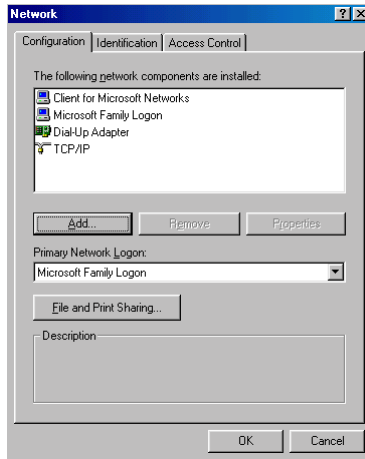 Network
Configuration Identification Access Control
The following network components are installed:
Client for Microsoft Networks
Microsoft Family Logon
Dial-Up Adapter
TCP/IP
Add... Remove Properties
Primary Network Logon:
Microsoft Family Logon
File and Print Sharing...
Description
OK Cancel